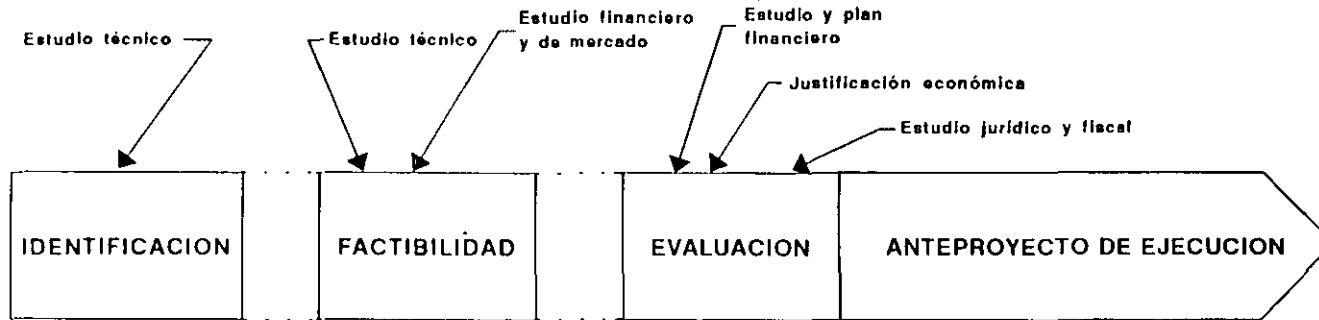 Estudio técnico
Estudio técnico
Estudio financiero
y de mercado
Estudio y plan
financiero
Justificación económica
Estudio jurídico y fiscal
IDENTIFICACION
FACTIBILIDAD
EVALUACION
ANTEPROYECTO DE EJECUCION